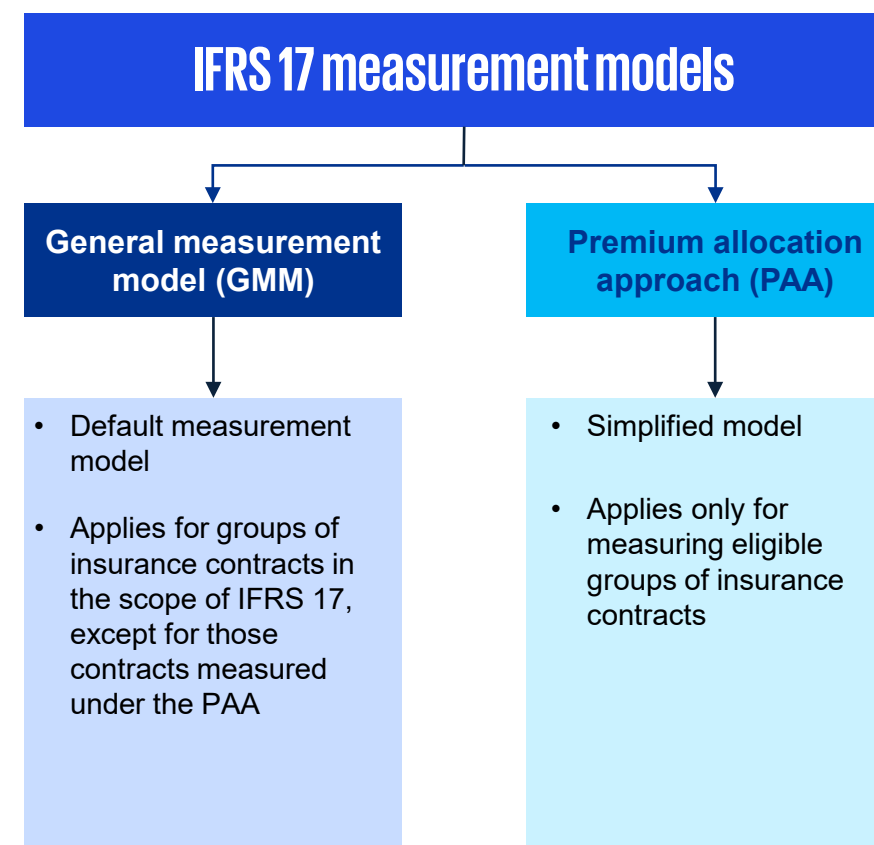 IFRS 17 measurement models
General measurement
model (GMM)
Premium allocation
approach (PAA)
• Default measurement
model
• Applies for groups of
insurance contracts in
the scope of IFRS 17,
except for those
contracts measured
under the PAA
• Simplified model
• Applies only for
measuring eligible
groups of insurance
contracts